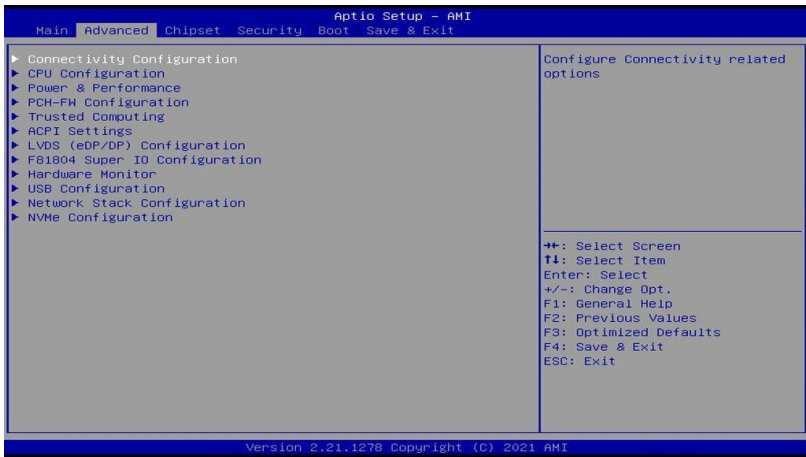 Aptio Setup - AMI
Main Advanced Chipset Security Boot Save & Exit
Connectivity Configuration
CPU Configuration
Power & Performance
PCH-FW Configuration
Trusted Computing
ACPI Settings
LVDS (eDP/DP) Configuration
F81804 Super IO Configuration
Hardware Monitor
USB Configuration
Network Stack Configuration
NVMe Configuration
Configure Connectivity related
options
→←: Select Screen
↑↓: Select Item
Enter: Select
+/-: Change Opt.
F1: General Help
F2: Previous Values
F3: Optimized Defaults
F4: Save & Exit
ESC: Exit
Version 2.21.1278 Copyright (C) 2021 AMI